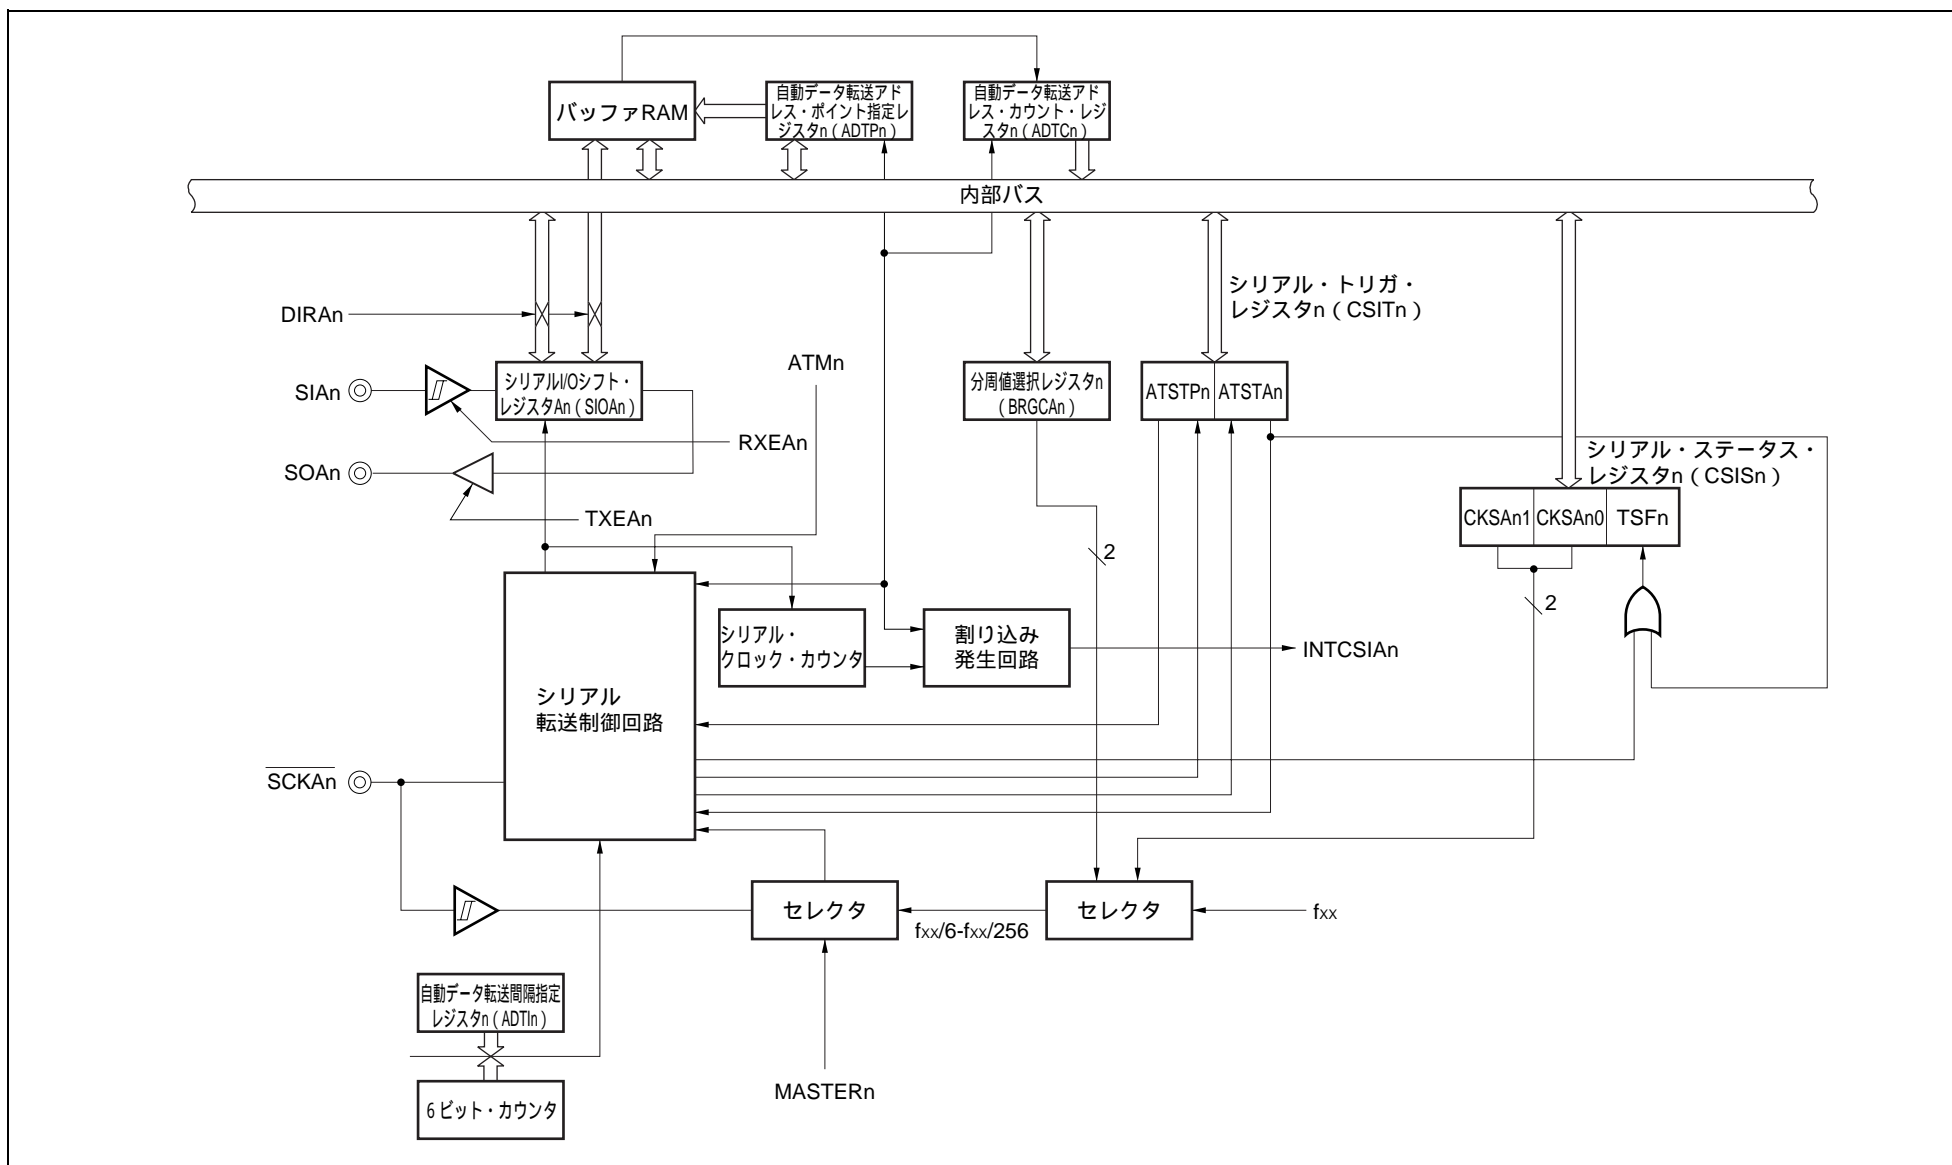 バッファRAM
自動データ転送アド
レス・ポイント指定レ
ジスタn（ADTPn）
自動データ転送アド
レス・カウント・レジ
スタn（ADTCn）
内部バス
DIRAn
シリアル・トリガ・
レジスタn（CSITn）
SIAn
シリアルI/Oシフト・
レジスタAn（SIOAn）
ATMn
分周値選択レジスタn
（BRGCAn）
ATSTPn
ATSTAn
RXEAn
SOAn
シリアル・ステータス・
レジスタn（CSISn）
TXEAn
CKSAn1
CKSAn0
TSFn
2
2
シリアル・
クロック・カウンタ
割り込み
発生回路
INTCSIAn
シリアル
転送制御回路
SCKAn
セレクタ
fxx/6-fxx/256
セレクタ
fxx
自動データ転送間隔指定
レジスタn（ADTIn）
MASTERn
6ビット・カウンタ